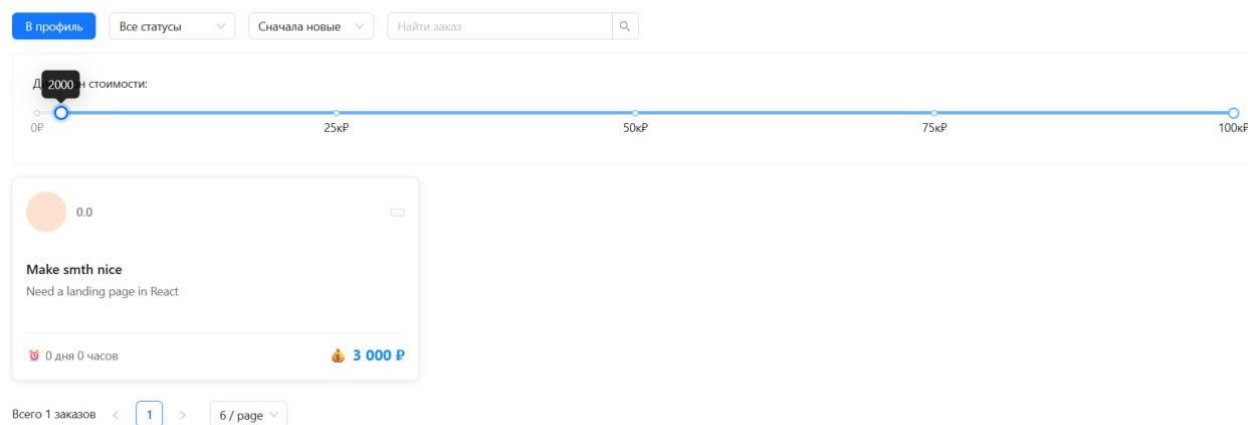 В профиль Все статусы Сначала новые Найти заказ
2000 н стоимости:
0₽ 25к₽ 50к₽ 75к₽ 100к₽
0.0
Make smth nice
Need a landing page in React
0 дня 0 часов 3 000 ₽
Всего 1 заказов < 1 > 6 / page